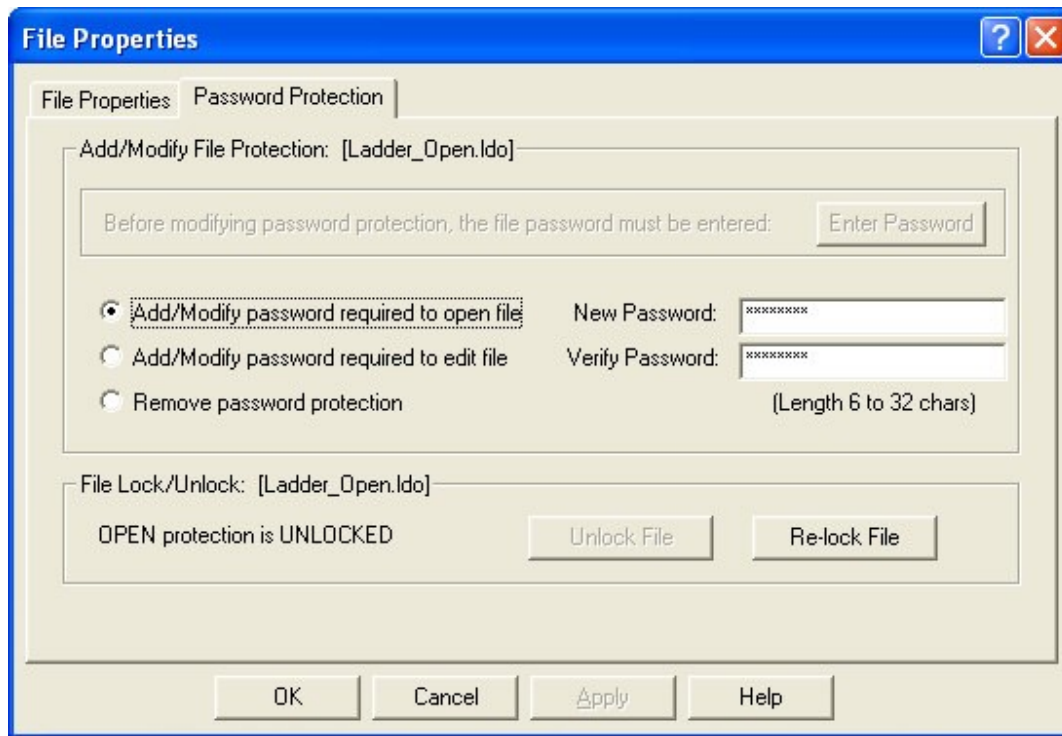 File Properties
File Properties Password Protection
Add/Modify File Protection: [Ladder_Open.ldo]
Before modifying password protection, the file password must be entered: Enter Password
Add/Modify password required to open file New Password: ********
Add/Modify password required to edit file Verify Password: ********
Remove password protection (Length 6 to 32 chars)
File Lock/Unlock: [Ladder_Open.ldo]
OPEN protection is UNLOCKED Unlock File Re-lock File
OK Cancel Apply Help